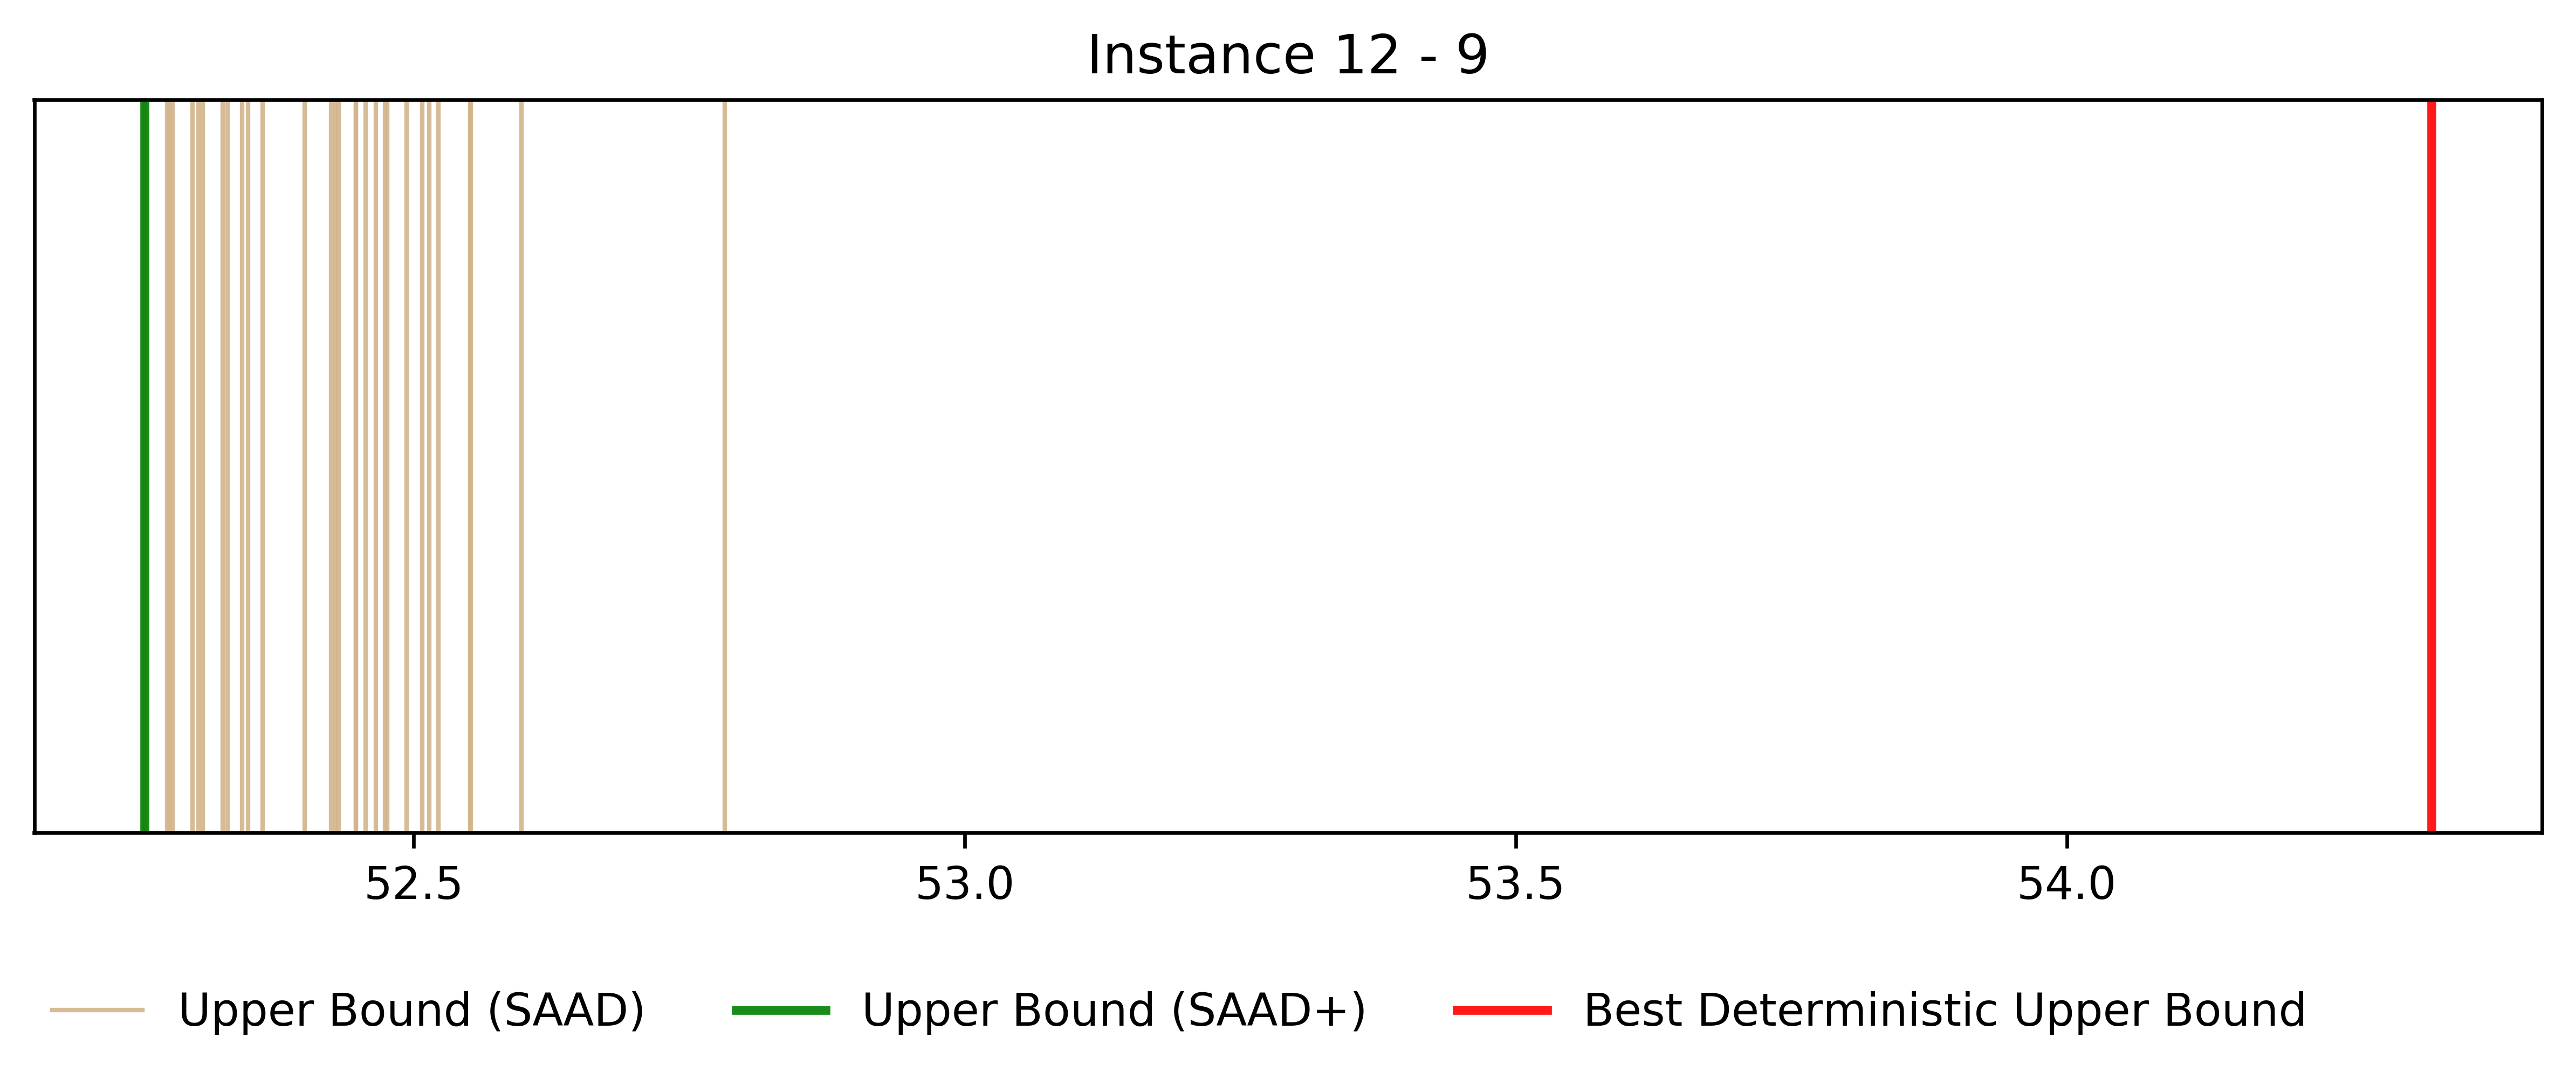 Instance 12 - 9
52.5 53.0 53.5 54.0
Upper Bound (SAAD) Upper Bound (SAAD+) Best Deterministic Upper Bound